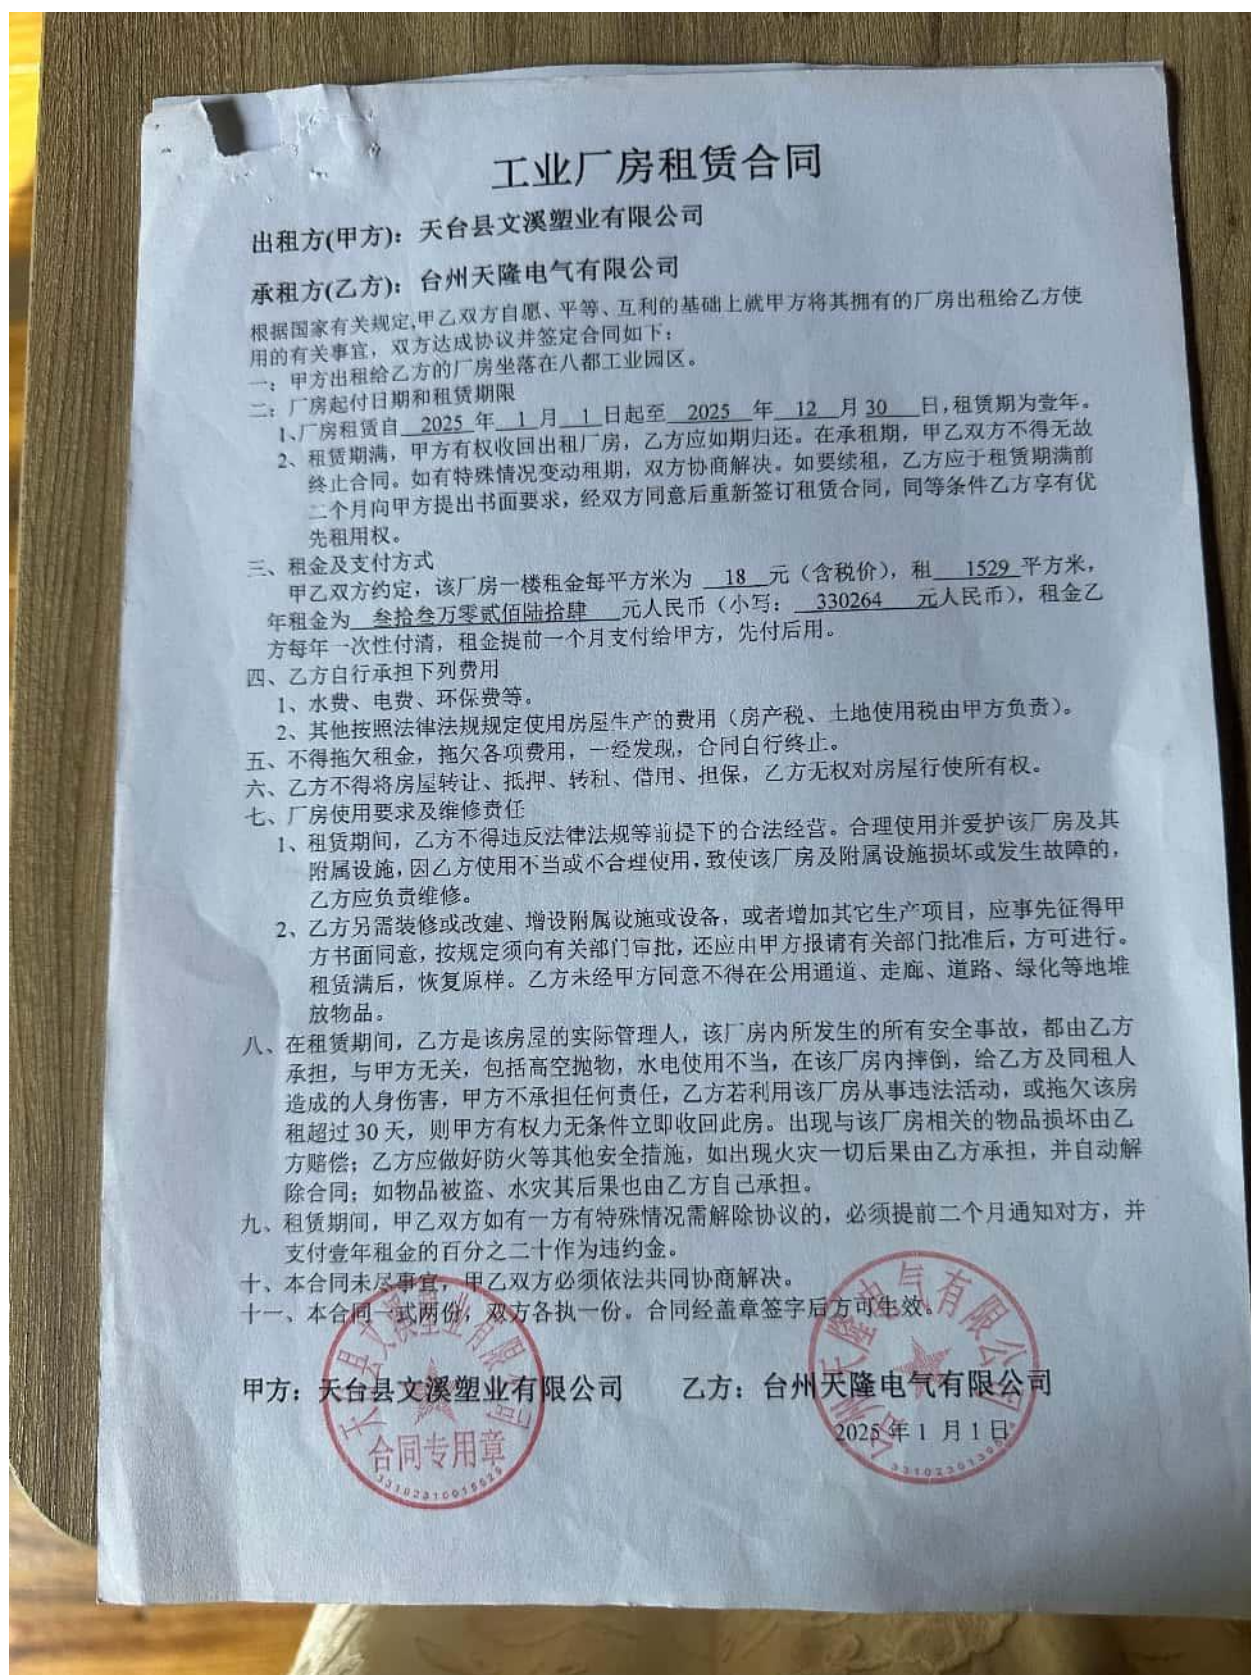 工业厂房租赁合同
出租方(甲方)：天台县文溪塑业有限公司
承租方(乙方)：台州天隆电气有限公司
根据国家有关规定,甲乙双方自愿、平等、互利的基础上就甲方将其拥有的厂房出租给乙方使
用的有关事宜，双方达成协议并签定合同如下：
一：甲方出租给乙方的厂房坐落在八都工业园区。
二：厂房起付日期和租赁期限
1、厂房租赁自 2025 年 1 月 1 日起至 2025 年 12 月 30 日,租赁期为壹年。
2、租赁期满，甲方有权收回出租厂房，乙方应如期归还。在承租期，甲乙双方不得无故
终止合同。如有特殊情况变动租期，双方协商解决。如要续租，乙方应于租赁期满前
二个月向甲方提出书面要求，经双方同意后重新签订租赁合同，同等条件乙方享有优
先租用权。
三、租金及支付方式
甲乙双方约定，该厂房一楼租金每平方米为 18 元（含税价），租 1529 平方米，
年租金为 叁拾叁万零贰佰陆拾肆 元人民币（小写： 330264 元人民币），租金乙
方每年一次性付清，租金提前一个月支付给甲方，先付后用。
四、乙方自行承担下列费用
1、水费、电费、环保费等。
2、其他按照法律法规规定使用房屋生产的费用（房产税、土地使用税由甲方负责）。
五、不得拖欠租金，拖欠各项费用，一经发现，合同自行终止。
六、乙方不得将房屋转让、抵押、转租、借用、担保，乙方无权对房屋行使所有权。
七、厂房使用要求及维修责任
1、租赁期间，乙方不得违反法律法规等前提下的合法经营。合理使用并爱护该厂房及其
附属设施，因乙方使用不当或不合理使用，致使该厂房及附属设施损坏或发生故障的，
乙方应负责维修。
2、乙方另需装修或改建、增设附属设施或设备，或者增加其它生产项目，应事先征得甲
方书面同意，按规定须向有关部门审批，还应由甲方报请有关部门批准后，方可进行。
租赁满后，恢复原样。乙方未经甲方同意不得在公用通道、走廊、道路、绿化等地堆
放物品。
八、在租赁期间，乙方是该房屋的实际管理人，该厂房内所发生的所有安全事故，都由乙方
承担，与甲方无关，包括高空抛物，水电使用不当，在该厂房内摔倒，给乙方及同租人
造成的人身伤害，甲方不承担任何责任，乙方若利用该厂房从事违法活动，或拖欠该房
租超过 30 天，则甲方有权力无条件立即收回此房。出现与该厂房相关的物品损坏由乙
方赔偿；乙方应做好防火等其他安全措施，如出现火灾一切后果由乙方承担，并自动解
除合同；如物品被盗、水灾其后果也由乙方自己承担。
九、租赁期间，甲乙双方如有一方有特殊情况需解除协议的，必须提前二个月通知对方，并
支付壹年租金的百分之二十作为违约金。
十、本合同未尽事宜，甲乙双方必须依法共同协商解决。
十一、本合同一式两份，双方各执一份。合同经盖章签字后方可生效。
甲方：天台县文溪塑业有限公司 乙方：台州天隆电气有限公司
2025 年 1 月 1 日
天台县文溪塑业有限公司
合同专用章
台州天隆电气有限公司